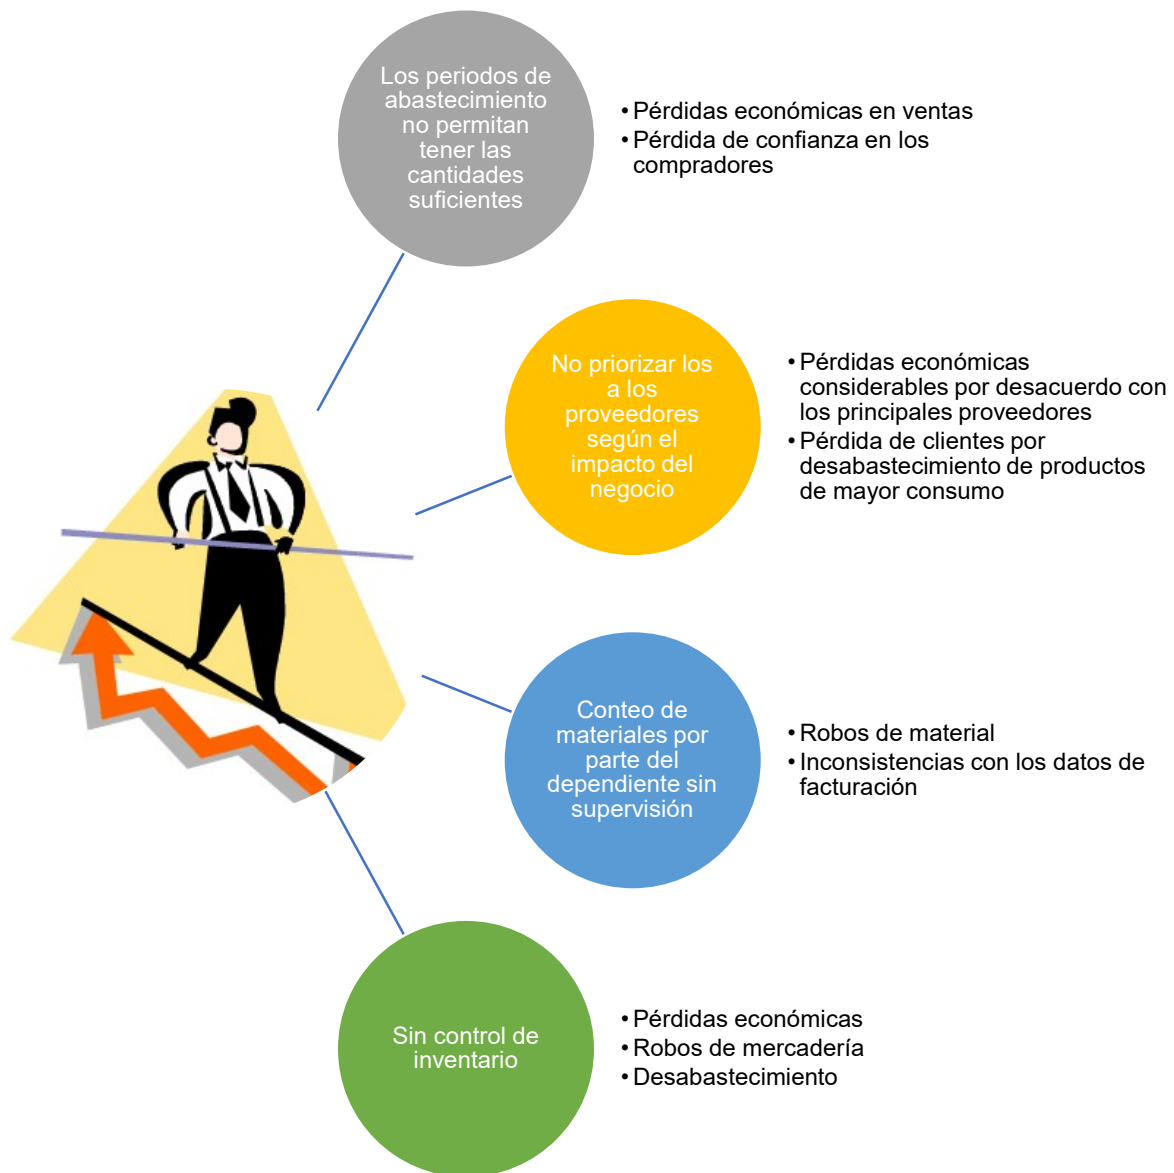 Los periodos de
abastecimiento
no permitan
tener las
cantidades
suficientes
• Pérdidas económicas en ventas
• Pérdida de confianza en los
compradores
No priorizar los
a los
proveedores
según el
impacto del
negocio
• Pérdidas económicas
considerables por desacuerdo con
los principales proveedores
• Pérdida de clientes por
desabastecimiento de productos
de mayor consumo
Conteo de
materiales por
parte del
dependiente sin
supervisión
• Robos de material
• Inconsistencias con los datos de
facturación
Sin control de
inventario
• Pérdidas económicas
• Robos de mercadería
• Desabastecimiento